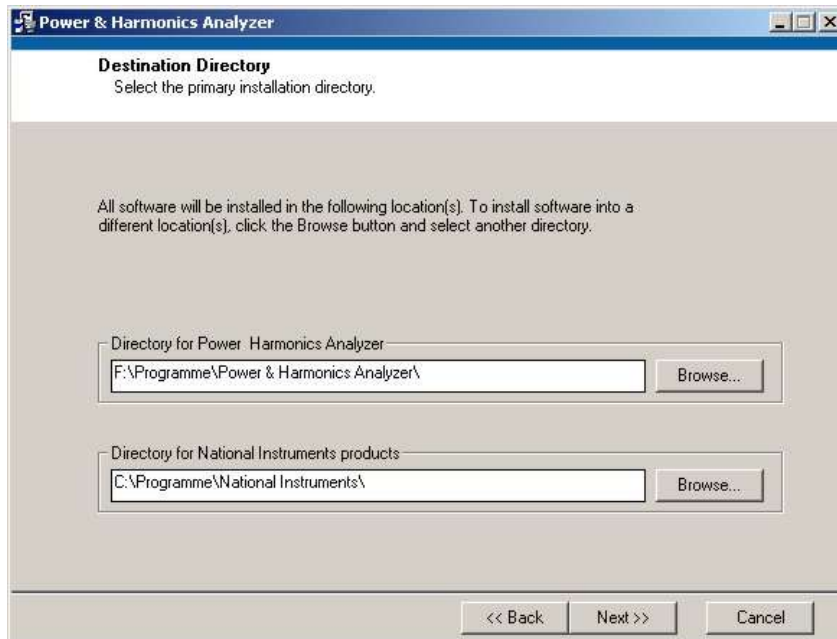 Power & Harmonics Analyzer
Destination Directory
Select the primary installation directory.
All software will be installed in the following location(s). To install software into a
different location(s), click the Browse button and select another directory.
Directory for Power  Harmonics Analyzer
F:\Programme\Power & Harmonics Analyzer\
Browse...
Directory for National Instruments products
C:\Programme\National Instruments\
Browse...
<< Back
Next >>
Cancel